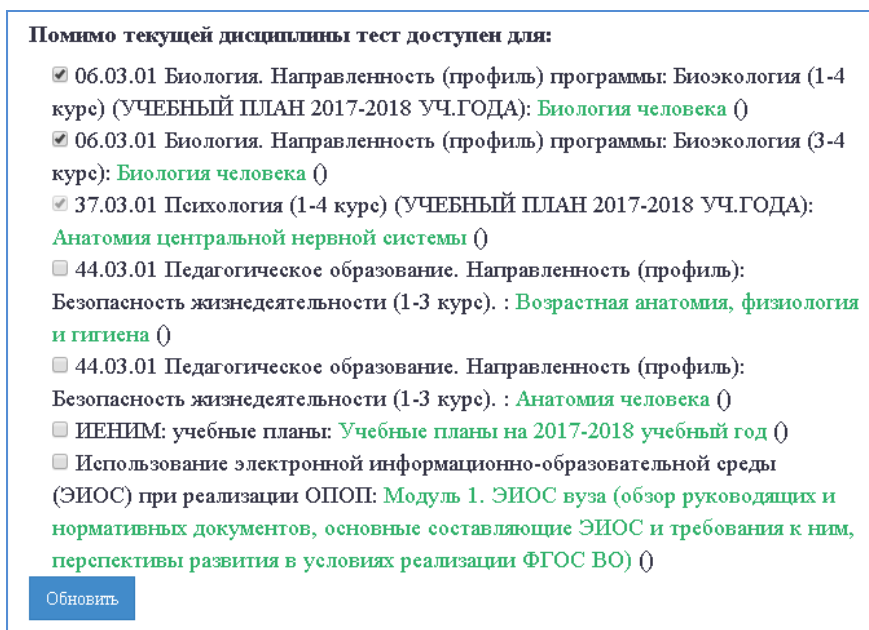 Помимо текущей дисциплины тест доступен для:
06.03.01 Биология. Направленность (профиль) программы: Биоэкология (1-4
курс) (УЧЕБНЫЙ ПЛАН 2017-2018 УЧ.ГОДА): Биология человека ()
06.03.01 Биология. Направленность (профиль) программы: Биоэкология (3-4
курс): Биология человека ()
37.03.01 Психология (1-4 курс) (УЧЕБНЫЙ ПЛАН 2017-2018 УЧ.ГОДА):
Анатомия центральной нервной системы ()
44.03.01 Педагогическое образование. Направленность (профиль):
Безопасность жизнедеятельности (1-3 курс). : Возрастная анатомия, физиология
и гигиена ()
44.03.01 Педагогическое образование. Направленность (профиль):
Безопасность жизнедеятельности (1-3 курс). : Анатомия человека ()
ИЕНИМ: учебные планы: Учебные планы на 2017-2018 учебный год ()
Использование электронной информационно-образовательной среды
(ЭИОС) при реализации ОПОП: Модуль 1. ЭИОС вуза (обзор руководящих и
нормативных документов, основные составляющие ЭИОС и требования к ним,
перспективы развития в условиях реализации ФГОС ВО) ()
Обновить